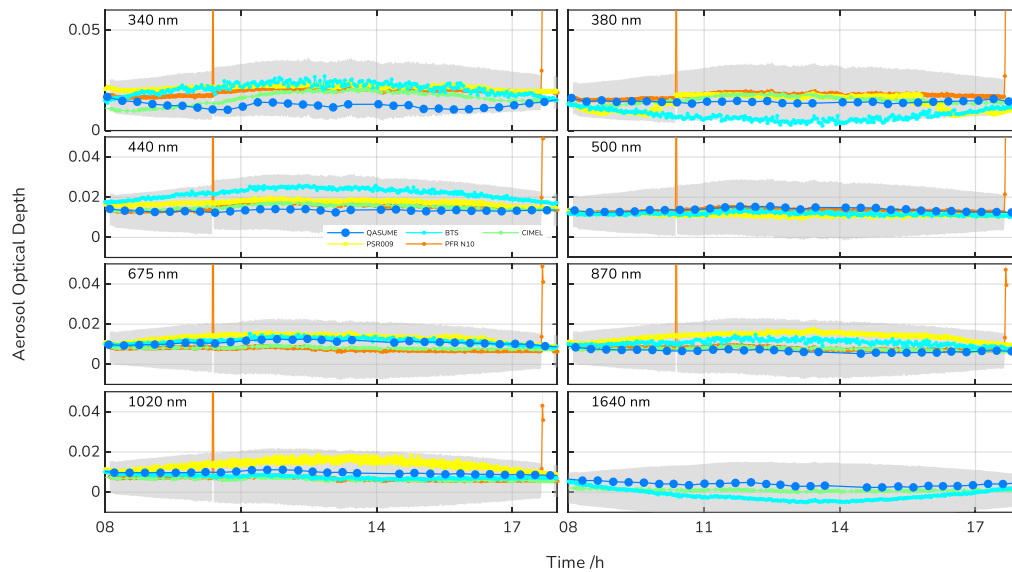 340 nm
380 nm
0.05
0
440 nm
500 nm
0.04
0.02
0
QASUME
BTS
CIMEL
PSR009
PFR N10
675 nm
870 nm
0.04
0.02
0
1020 nm
1640 nm
0.04
0.02
0
08
11
14
17
08
11
14
17
Aerosol Optical Depth
Time /h